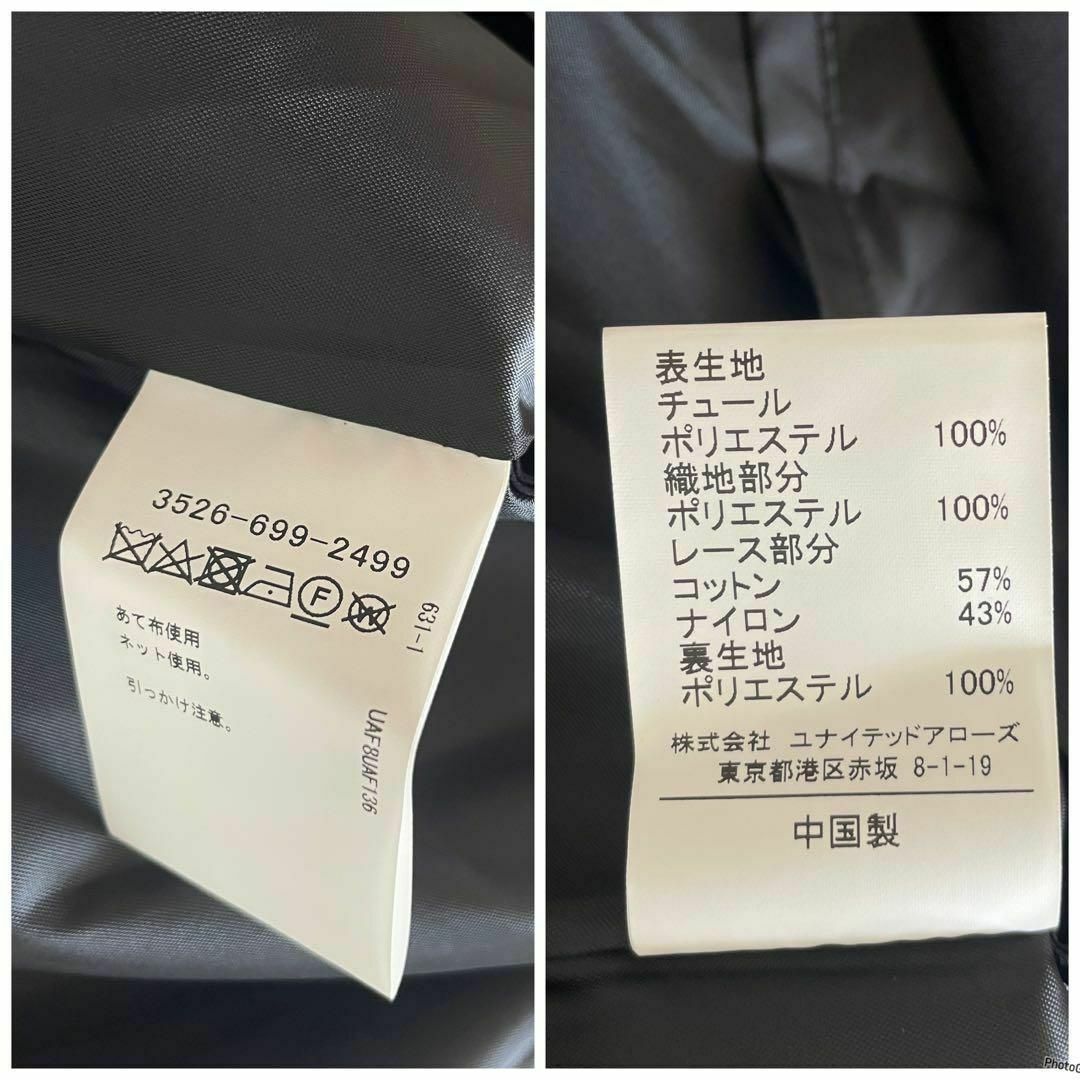 3526-699-2499
F W
631-1
あて布使用
ネット使用。
引っかけ注意。
UAF8UAF136
表生地
チュール
ポリエステル 100%
織地部分
ポリエステル 100%
レース部分
コットン 57%
ナイロン 43%
裏生地
ポリエステル 100%
株式会社 ユナイテッドアローズ
東京都港区赤坂 8-1-19
中国製
PhotoG